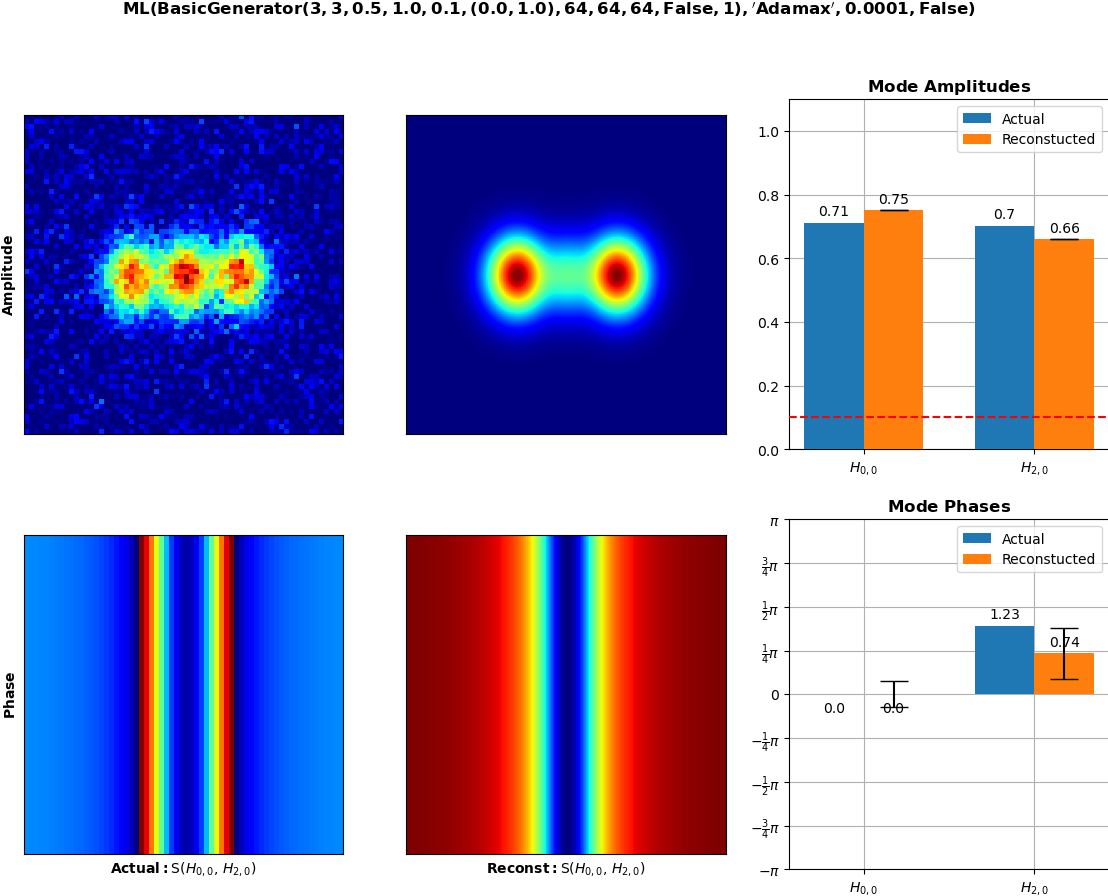 ML(BasicGenerator(3, 3, 0.5, 1.0, 0.1, (0.0, 1.0), 64, 64, 64, False, 1), 'Adamax', 0.0001, False)
Amplitude
Mode Amplitudes
Actual
Reconstucted
1.0
0.8
0.6
0.4
0.2
0.0
0.71
0.75
0.7
0.66
H0, 0
H2, 0
Phase
Actual: S(H0, 0, H2, 0)
Reconst: S(H0, 0, H2, 0)
Mode Phases
Actual
Reconstucted
π
3/4π
1/2π
1/4π
0
−1/4π
−1/2π
−3/4π
−π
0.0
0.0
1.23
0.74
H0, 0
H2, 0